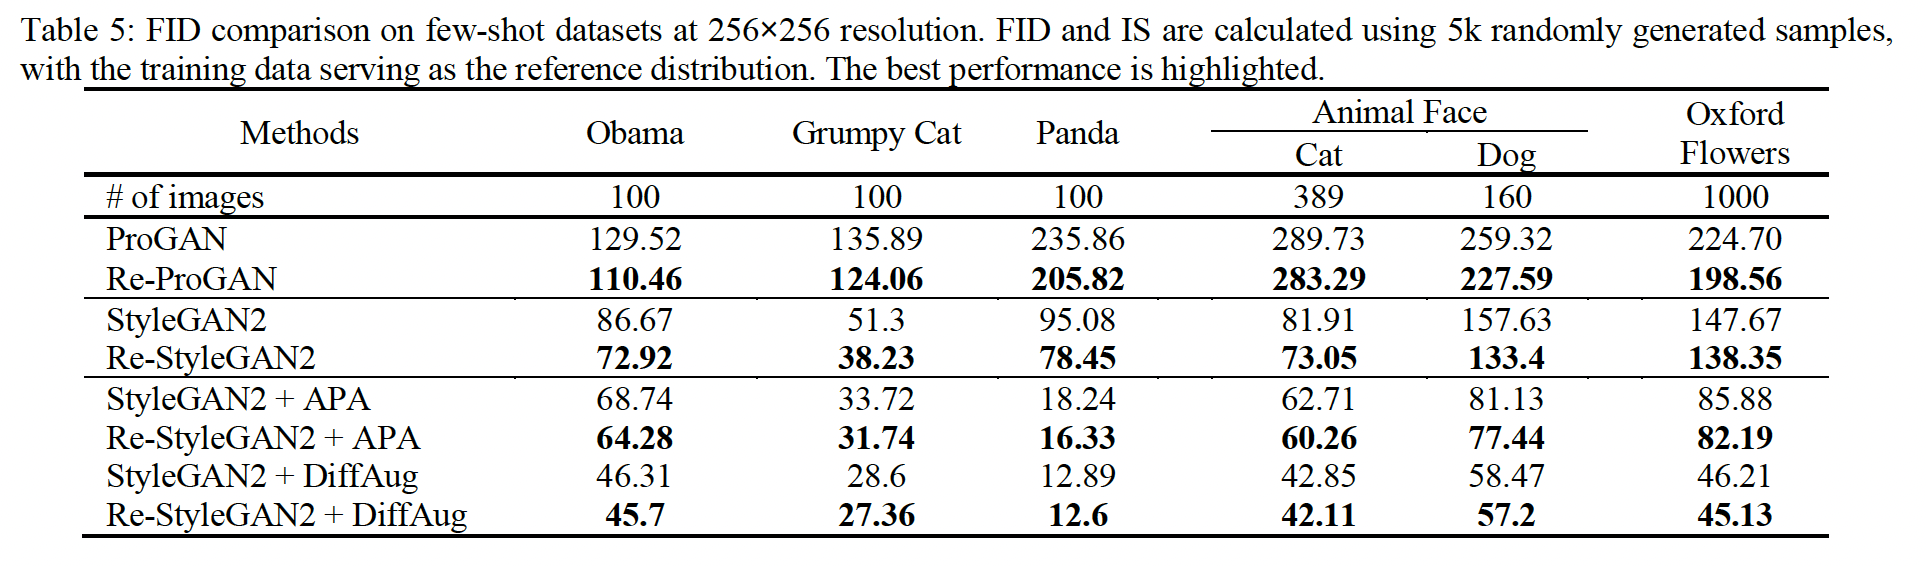 Table 5: FID comparison on few-shot datasets at 256×256 resolution. FID and IS are calculated using 5k randomly generated samples,
with the training data serving as the reference distribution. The best performance is highlighted.
Methods Obama Grumpy Cat Panda Animal Face Oxford Flowers
Cat Dog
# of images 100 100 100 389 160 1000
ProGAN 129.52 135.89 235.86 289.73 259.32 224.70
Re-ProGAN 110.46 124.06 205.82 283.29 227.59 198.56
StyleGAN2 86.67 51.3 95.08 81.91 157.63 147.67
Re-StyleGAN2 72.92 38.23 78.45 73.05 133.4 138.35
StyleGAN2 + APA 68.74 33.72 18.24 62.71 81.13 85.88
Re-StyleGAN2 + APA 64.28 31.74 16.33 60.26 77.44 82.19
StyleGAN2 + DiffAug 46.31 28.6 12.89 42.85 58.47 46.21
Re-StyleGAN2 + DiffAug 45.7 27.36 12.6 42.11 57.2 45.13